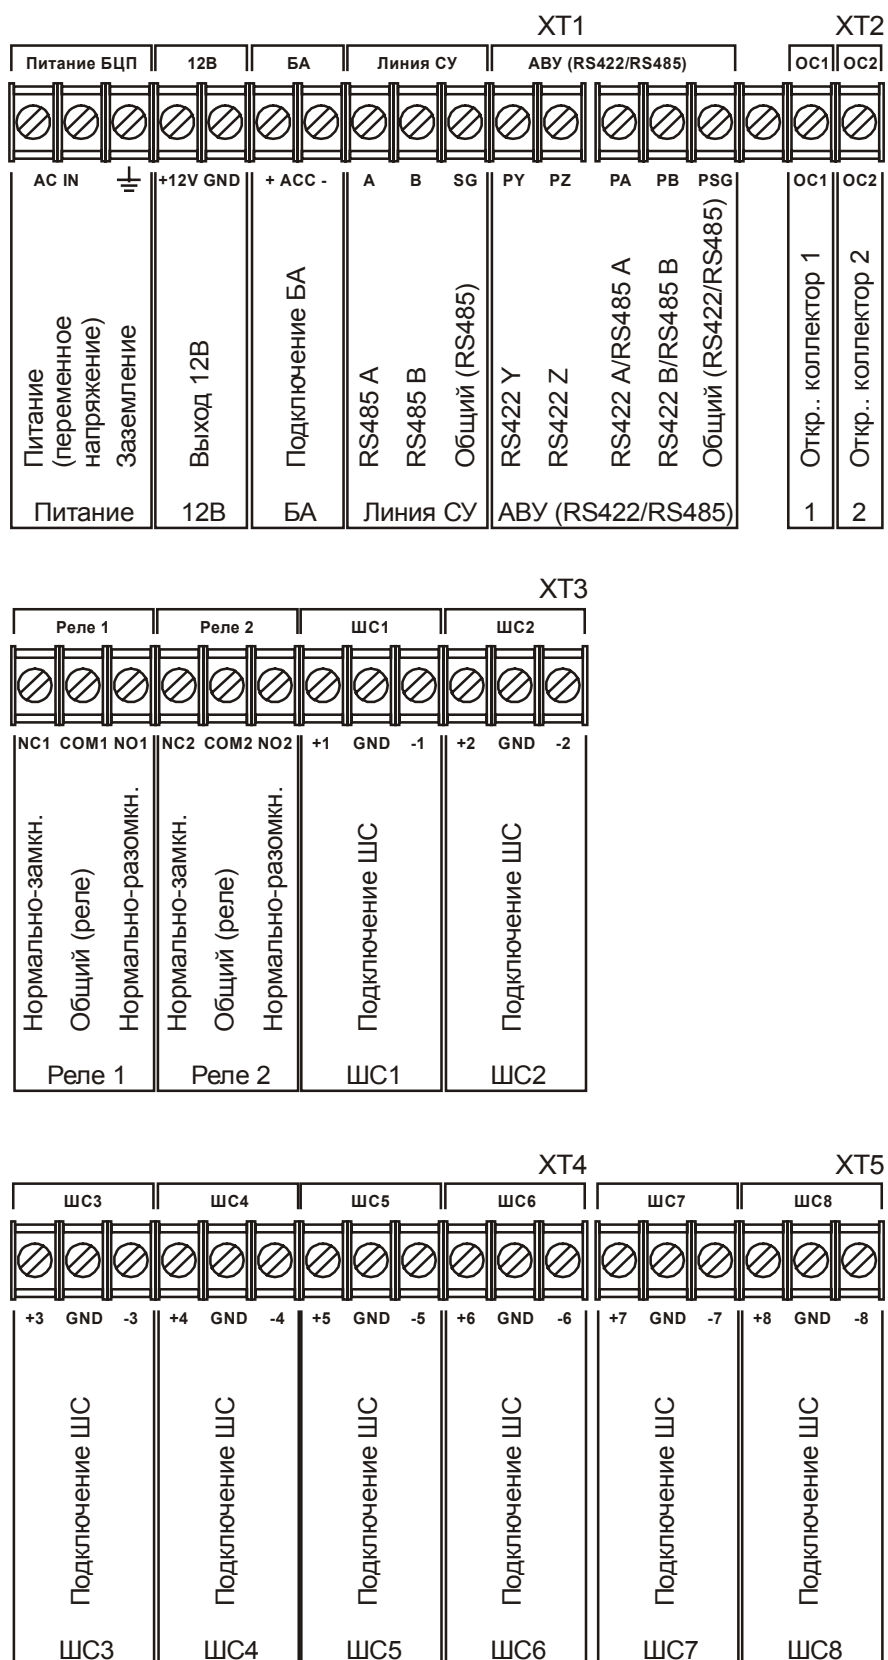 XT1 XT2
Питание БЦП 12В БА Линия СУ АВУ (RS422/RS485) ОС1 ОС2
AC IN +12V GND + ACC - A B SG PY PZ PA PB PSG OC1 OC2
Питание
(переменное
напряжение)
Заземление
Выход 12В
Подключение БА
RS485 A
RS485 B
Общий (RS485)
RS422 Y
RS422 Z
RS422 A/RS485 A
RS422 B/RS485 B
Общий (RS422/RS485)
Откр.. коллектор 1
Откр.. коллектор 2
Питание 12В БА Линия СУ АВУ (RS422/RS485) 1 2
XT3
Реле 1 Реле 2 ШС1 ШС2
NC1 COM1 NO1 NC2 COM2 NO2 +1 GND -1 +2 GND -2
Нормально-замкн.
Общий (реле)
Нормально-разомкн.
Нормально-замкн.
Общий (реле)
Нормально-разомкн.
Подключение ШС
Подключение ШС
Реле 1 Реле 2 ШС1 ШС2
XT4 XT5
ШС3 ШС4 ШС5 ШС6 ШС7 ШС8
+3 GND -3 +4 GND -4 +5 GND -5 +6 GND -6 +7 GND -7 +8 GND -8
Подключение ШС
Подключение ШС
Подключение ШС
Подключение ШС
Подключение ШС
Подключение ШС
ШС3 ШС4 ШС5 ШС6 ШС7 ШС8